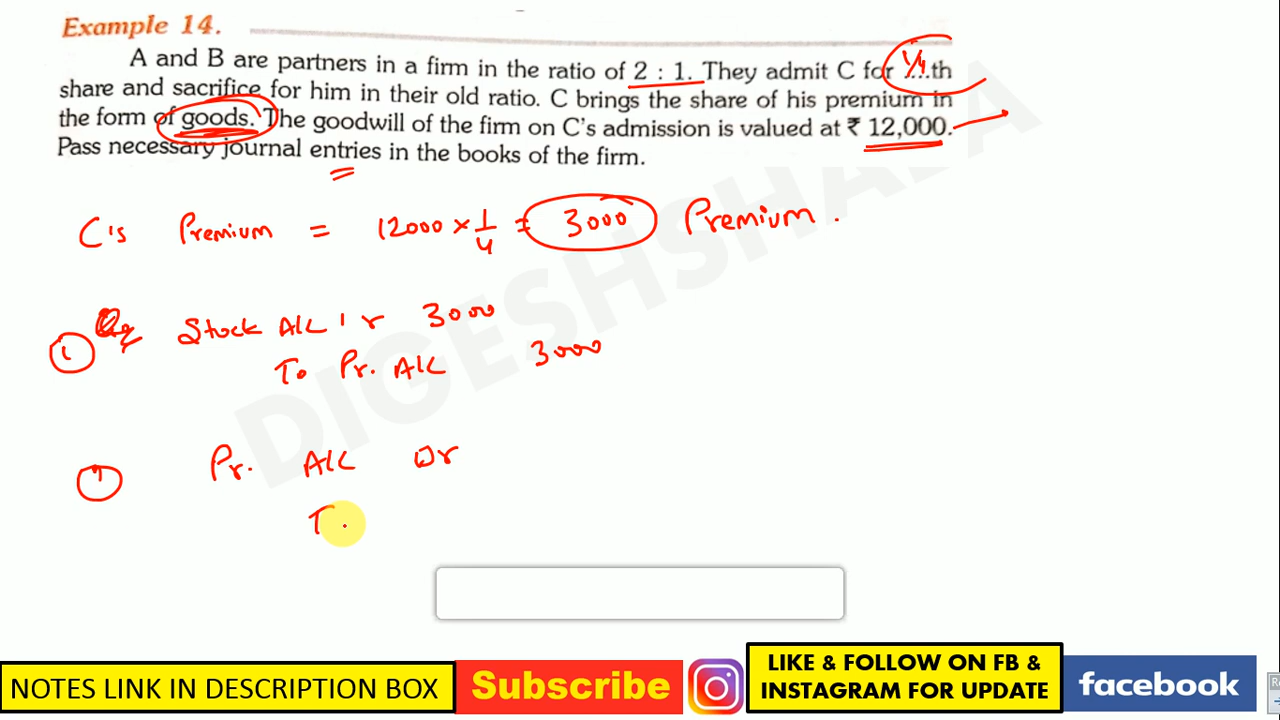 Example 14.
A and B are partners in a firm in the ratio of 2 : 1. They admit C for 1/4 ...th
share and sacrifice for him in their old ratio. C brings the share of his premium in
the form of goods. The goodwill of the firm on C's admission is valued at ₹ 12,000.
Pass necessary journal entries in the books of the firm.
C's Premium = 12000 × 1/4 = 3000 Premium.
① Stock A/C Dr 3000
To Pr. A/C 3000
Pr. A/C Dr
T.
DIGESHSHALA
NOTES LINK IN DESCRIPTION BOX
Subscribe
LIKE & FOLLOW ON FB &
INSTAGRAM FOR UPDATE
facebook